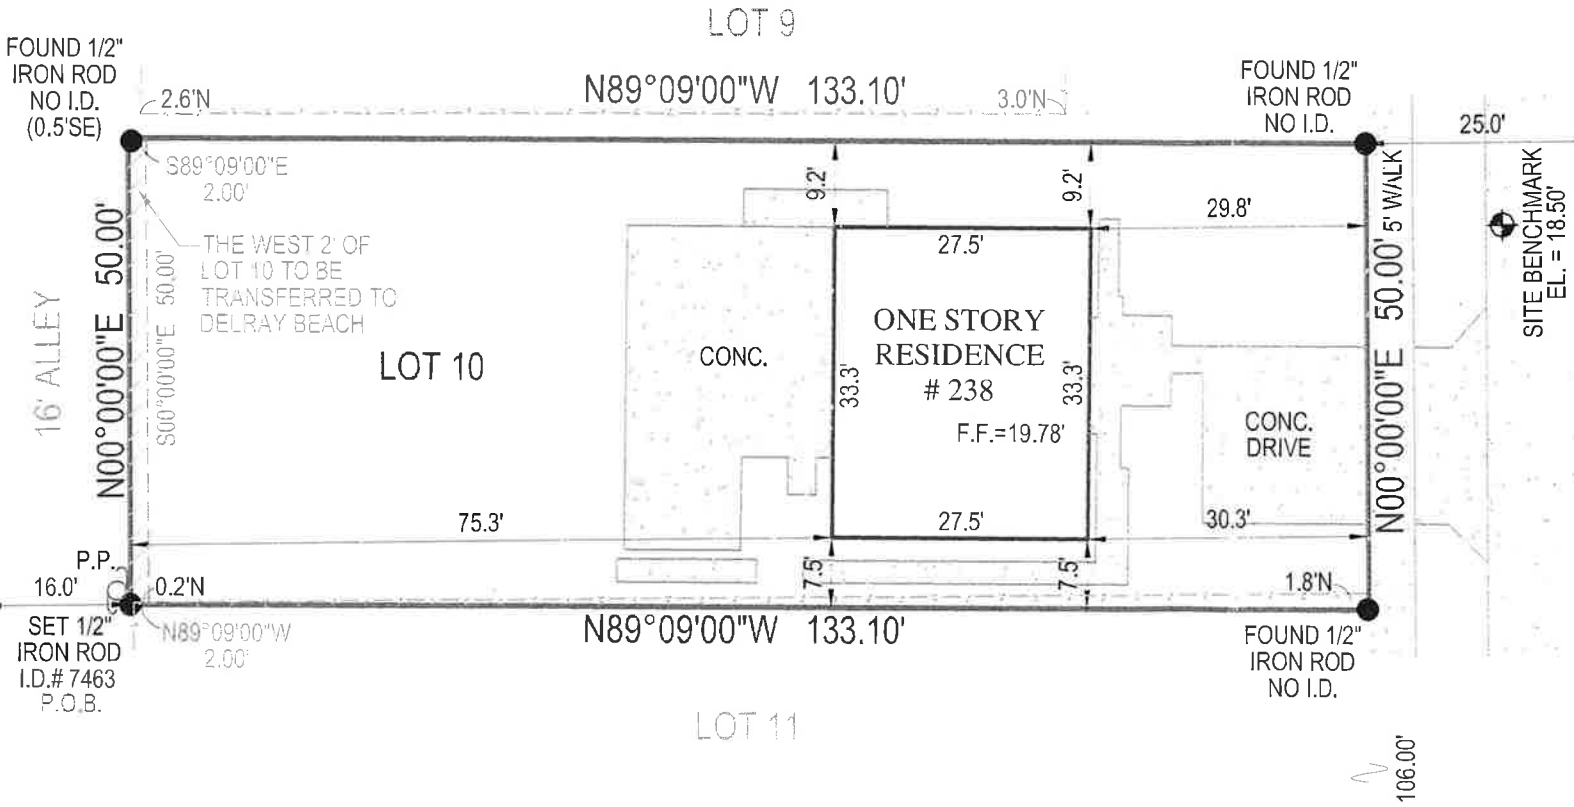 LOT 9
FOUND 1/2"
IRON ROD
NO I.D.
(0.5'SE)
2.6'N
N89°09'00"W 133.10'
3.0'N
FOUND 1/2"
IRON ROD
NO I.D.
25.0'
S89°09'00"E
2.00'
9.2'
9.2'
29.8'
5' WALK
SITE BENCHMARK
EL. = 18.50'
16' ALLEY
N00°00'00"E 50.00'
S00°00'00"E 50.00'
THE WEST 2' OF
LOT 10 TO BE
TRANSFERRED TO
DELRAY BEACH
LOT 10
CONC.
27.5'
33.3'
ONE STORY
RESIDENCE
# 238
F.F.=19.78'
33.3'
27.5'
CONC.
DRIVE
N00°00'00"E 50.00'
75.3'
30.3'
7.5'
7.5'
P.P.
16.0'
0.2'N
1.8'N
SET 1/2"
IRON ROD
I.D.# 7463
P.O.B.
N89°09'00"W
2.00'
N89°09'00"W 133.10'
FOUND 1/2"
IRON ROD
NO I.D.
LOT 11
106.00'